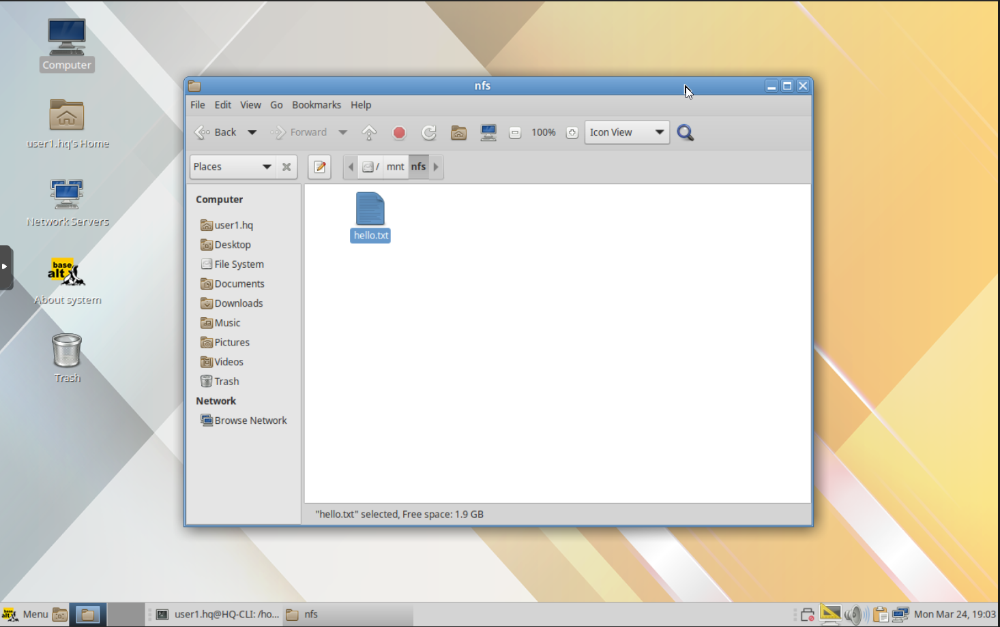 Computer
user1.hq's Home
Network Servers
base
alt
About system
Trash
nfs
File Edit View Go Bookmarks Help
Back Forward 100% Icon View
Places / mnt nfs
Computer
user1.hq
Desktop
File System
Documents
Downloads
Music
Pictures
Videos
Trash
Network
Browse Network
hello.txt
"hello.txt" selected, Free space: 1.9 GB
Menu user1.hq@HQ-CLI: /ho... nfs Mon Mar 24, 19:03